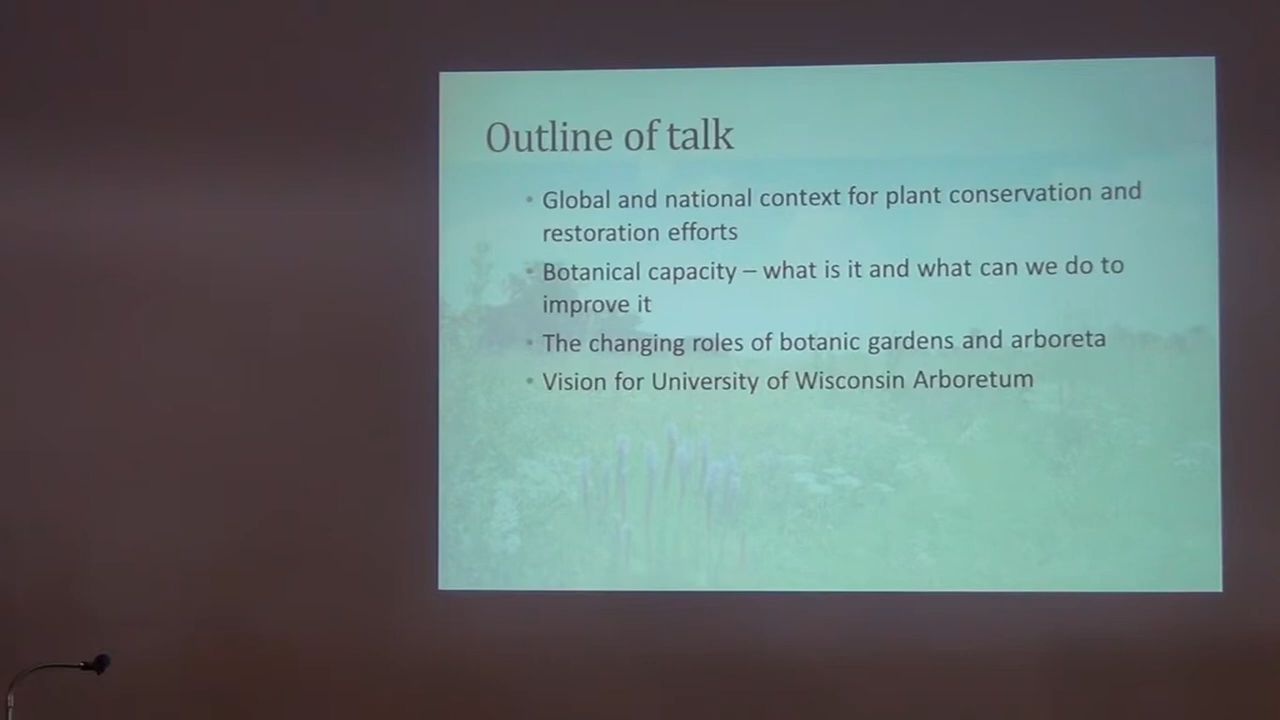 Outline of talk
• Global and national context for plant conservation and
restoration efforts
• Botanical capacity – what is it and what can we do to
improve it
• The changing roles of botanic gardens and arboreta
• Vision for University of Wisconsin Arboretum